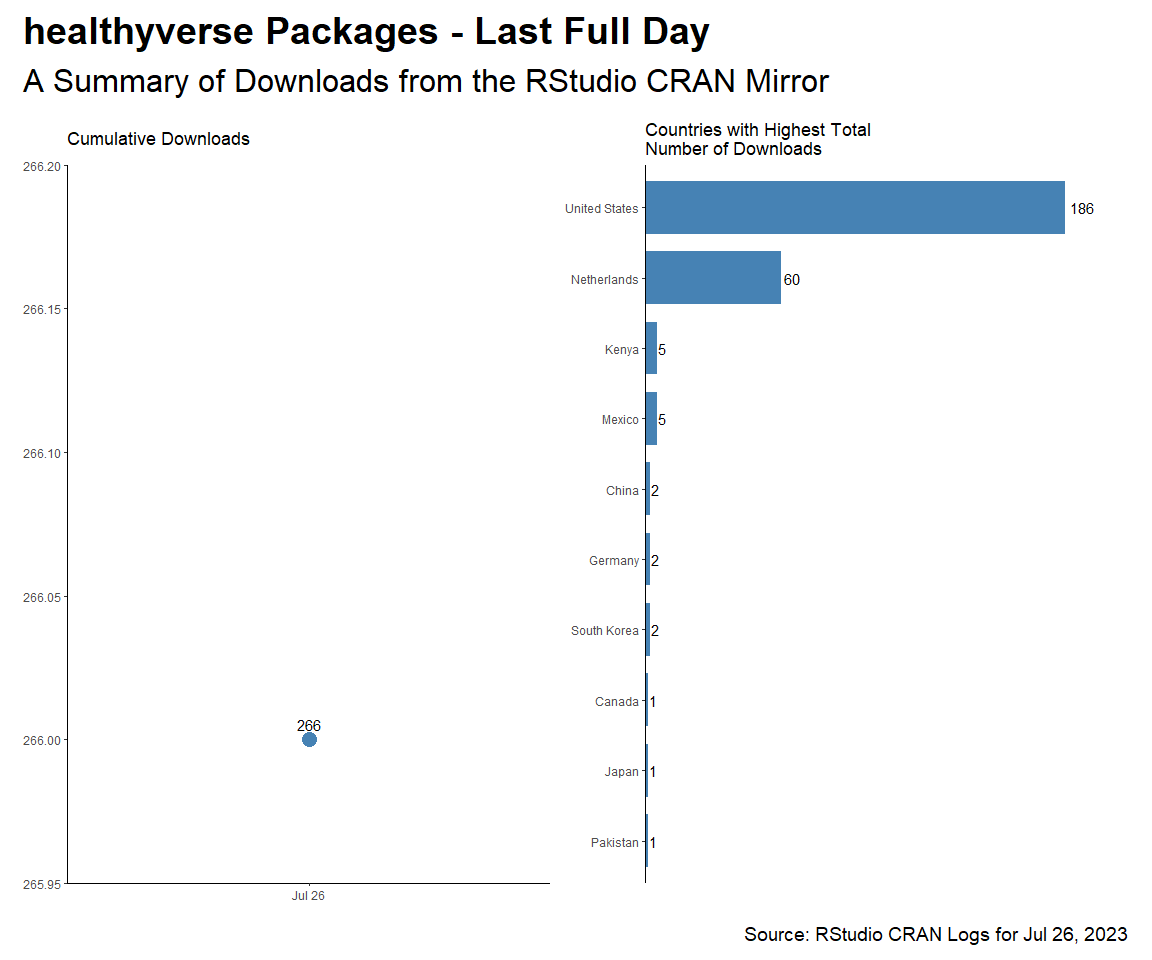 healthyverse Packages - Last Full Day
A Summary of Downloads from the RStudio CRAN Mirror
Cumulative Downloads
266.20
266.15
266.10
266.05
266.00
265.95
266
Jul 26
Countries with Highest Total
Number of Downloads
United States 186
Netherlands 60
Kenya 5
Mexico 5
China 2
Germany 2
South Korea 2
Canada 1
Japan 1
Pakistan 1
Source: RStudio CRAN Logs for Jul 26, 2023